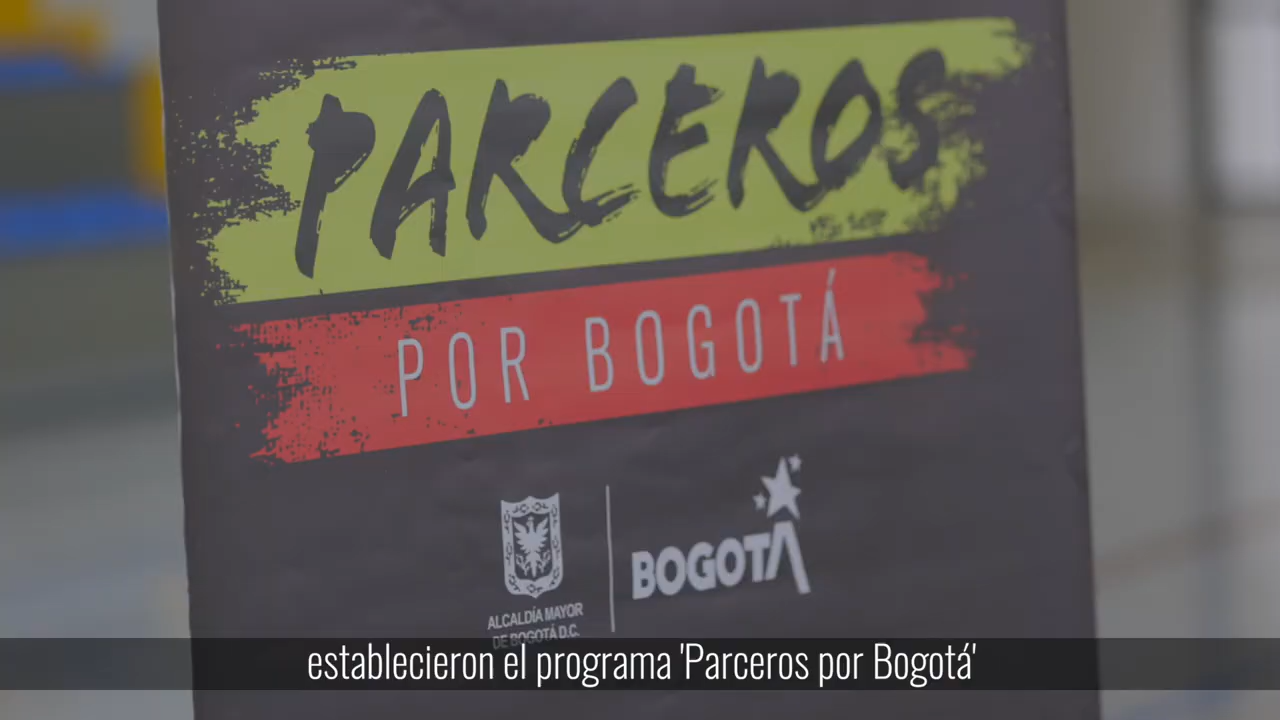 PARCEROS
POR BOGOTÁ
ALCALDÍA MAYOR
DE BOGOTÁ D.C.
BOGOTÁ
establecieron el programa 'Parceros por Bogotá'